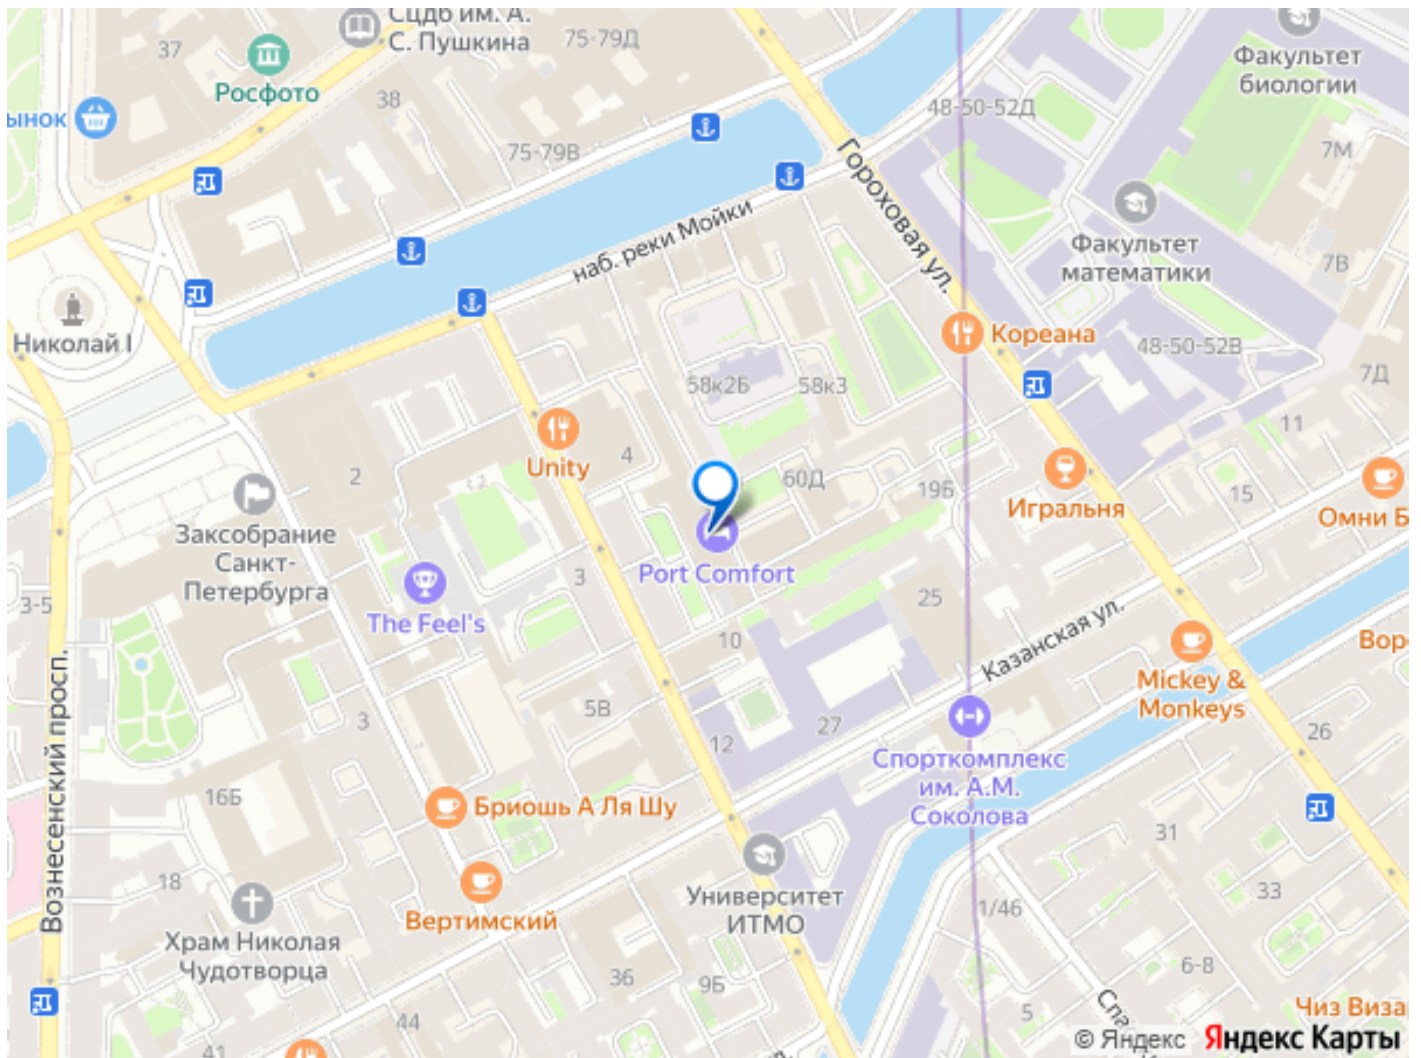 СЦДБ им. А.
С. Пушкина
37
75-79Д
Росфото
38
Факультет
биологии
48-50-52Д
75-79В
7М
Гороховая ул.
наб. реки Мойки
Факультет
математики
7В
Николай I
Кореана
48-50-52В
58к2Б
58к3
7Д
11
Unity
4
2
60Д
19Б
15
Игральня
Омни Б
Заксобрание
Санкт-
Петербурга
Port Comfort
3
3-5
The Feel's
25
10
Казанская ул.
Mickey &
Monkeys
Вознесенский просп.
5В
3
27
12
26
Спорткомплекс
им. А.М.
Соколова
16Б
Бриошь А Ля Шу
31
18
Университет
ИТМО
33
Вертимский
1/46
Храм Николая
Чудотворца
36
9Б
6-8
5
44
41
© Яндекс Яндекс Карты